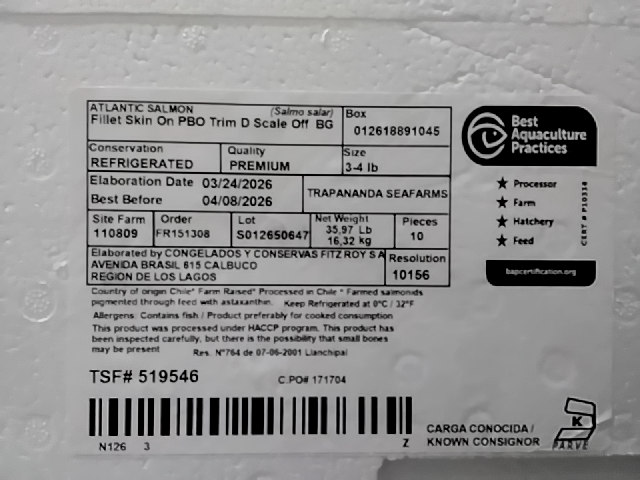 ATLANTIC SALMON (Salmo salar)
Fillet Skin On PBO Trim D Scale Off BG
Box
012618891045
Conservation
REFRIGERATED
Quality
PREMIUM
Size
3-4 lb
Elaboration Date 03/24/2026
Best Before 04/08/2026
TRAPANANDA SEAFARMS
Site Farm
110809
Order
FR151308
Lot
S012650647
Net Weight
35,97 Lb
16,32 kg
Pieces
10
Elaborated by CONGELADOS Y CONSERVAS FITZ ROY S A
AVENIDA BRASIL 615 CALBUCO
REGION DE LOS LAGOS
Resolution
10156
Country of origin Chile* Farm Raised* Processed in Chile * Farmed salmonids
pigmented through feed with astaxanthin. Keep Refrigerated at 0°C / 32°F
Allergens: Contains fish / Product preferably for cooked consumption
This product was processed under HACCP program. This product has
been inspected carefully, but there is the possibility that small bones
may be present
Res. N°764 de 07-06-2001 Llanchipal
TSF# 519546
C.PO# 171704
N126 3
Z
CARGA CONOCIDA /
KNOWN CONSIGNOR
K
PARVE
Best
Aquaculture
Practices
★ Processor
★ Farm
★ Hatchery
★ Feed
CERT # P10338
bapcertification.org